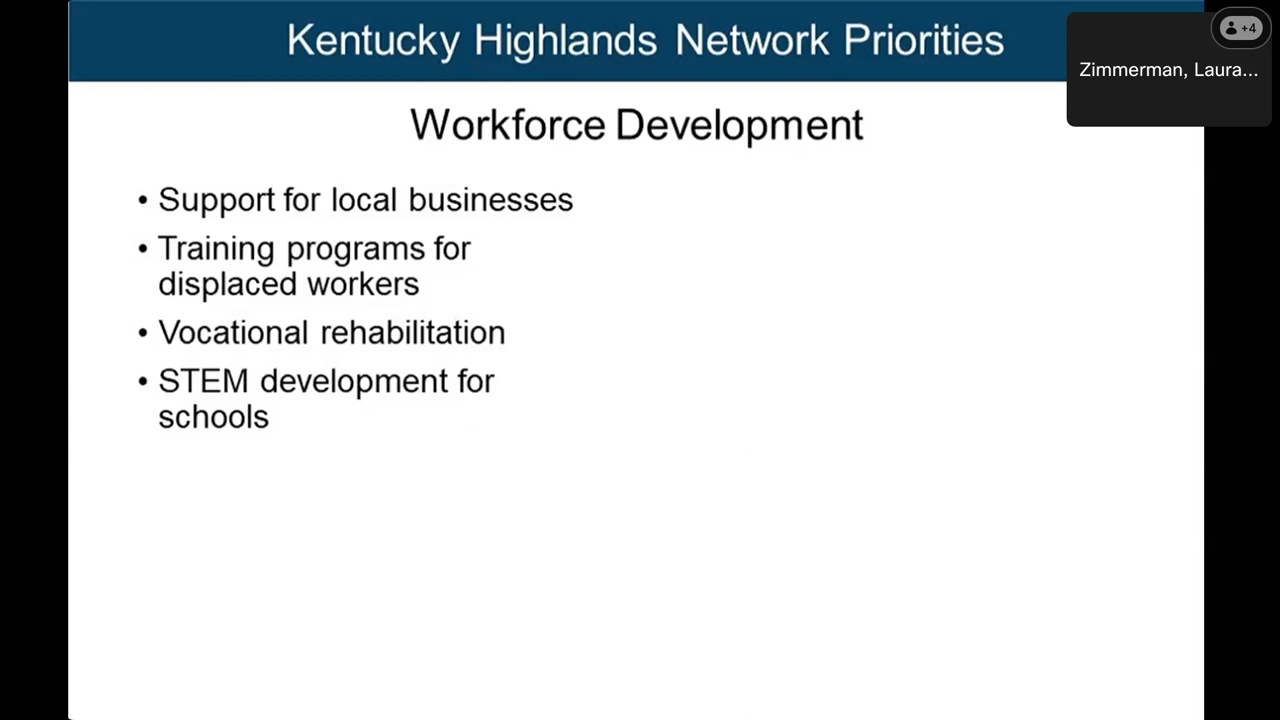 Kentucky Highlands Network Priorities
+4
Zimmerman, Laura...
Workforce Development
• Support for local businesses
• Training programs for
displaced workers
• Vocational rehabilitation
• STEM development for
schools